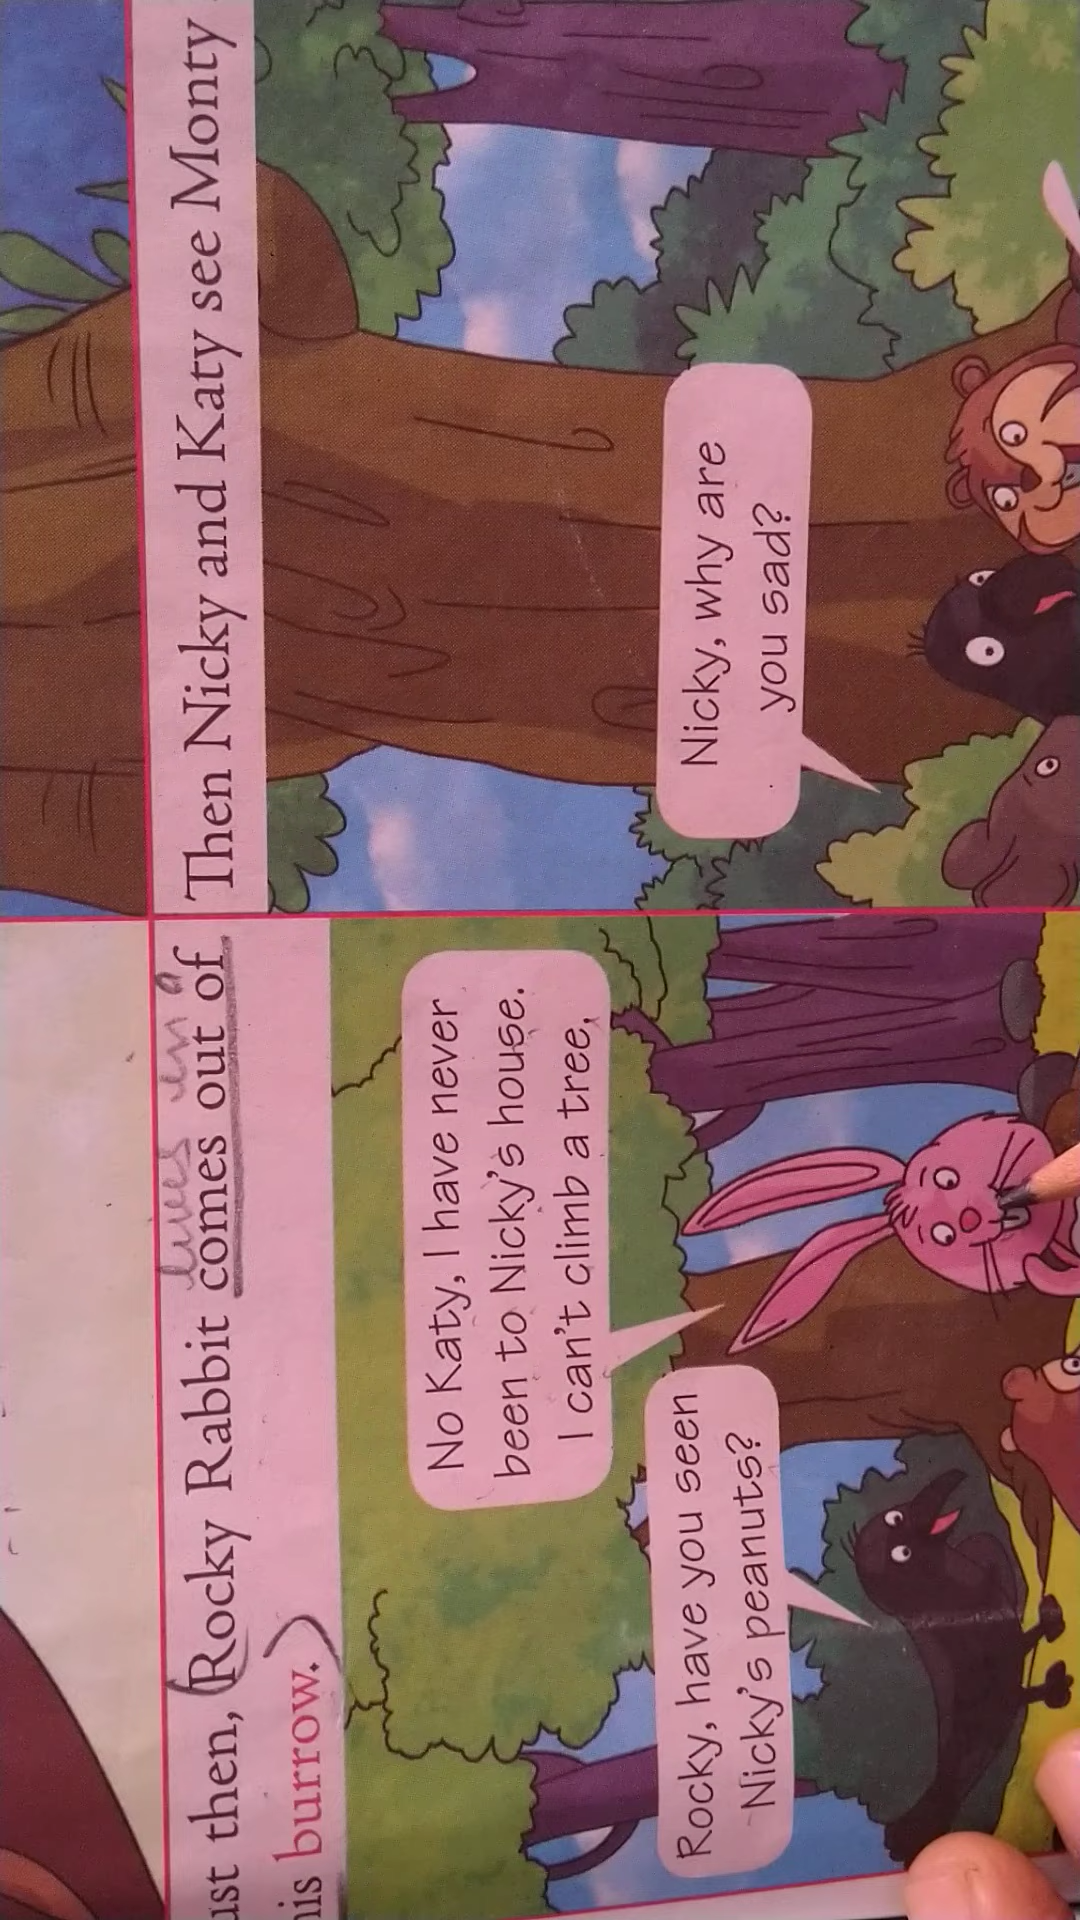 lives in a
ust then, Rocky Rabbit comes out of
his burrow.
No Katy, I have never
been to Nicky's house.
I can't climb a tree.
Rocky, have you seen
Nicky's peanuts?
Then Nicky and Katy see Monty
Nicky, why are
you sad?